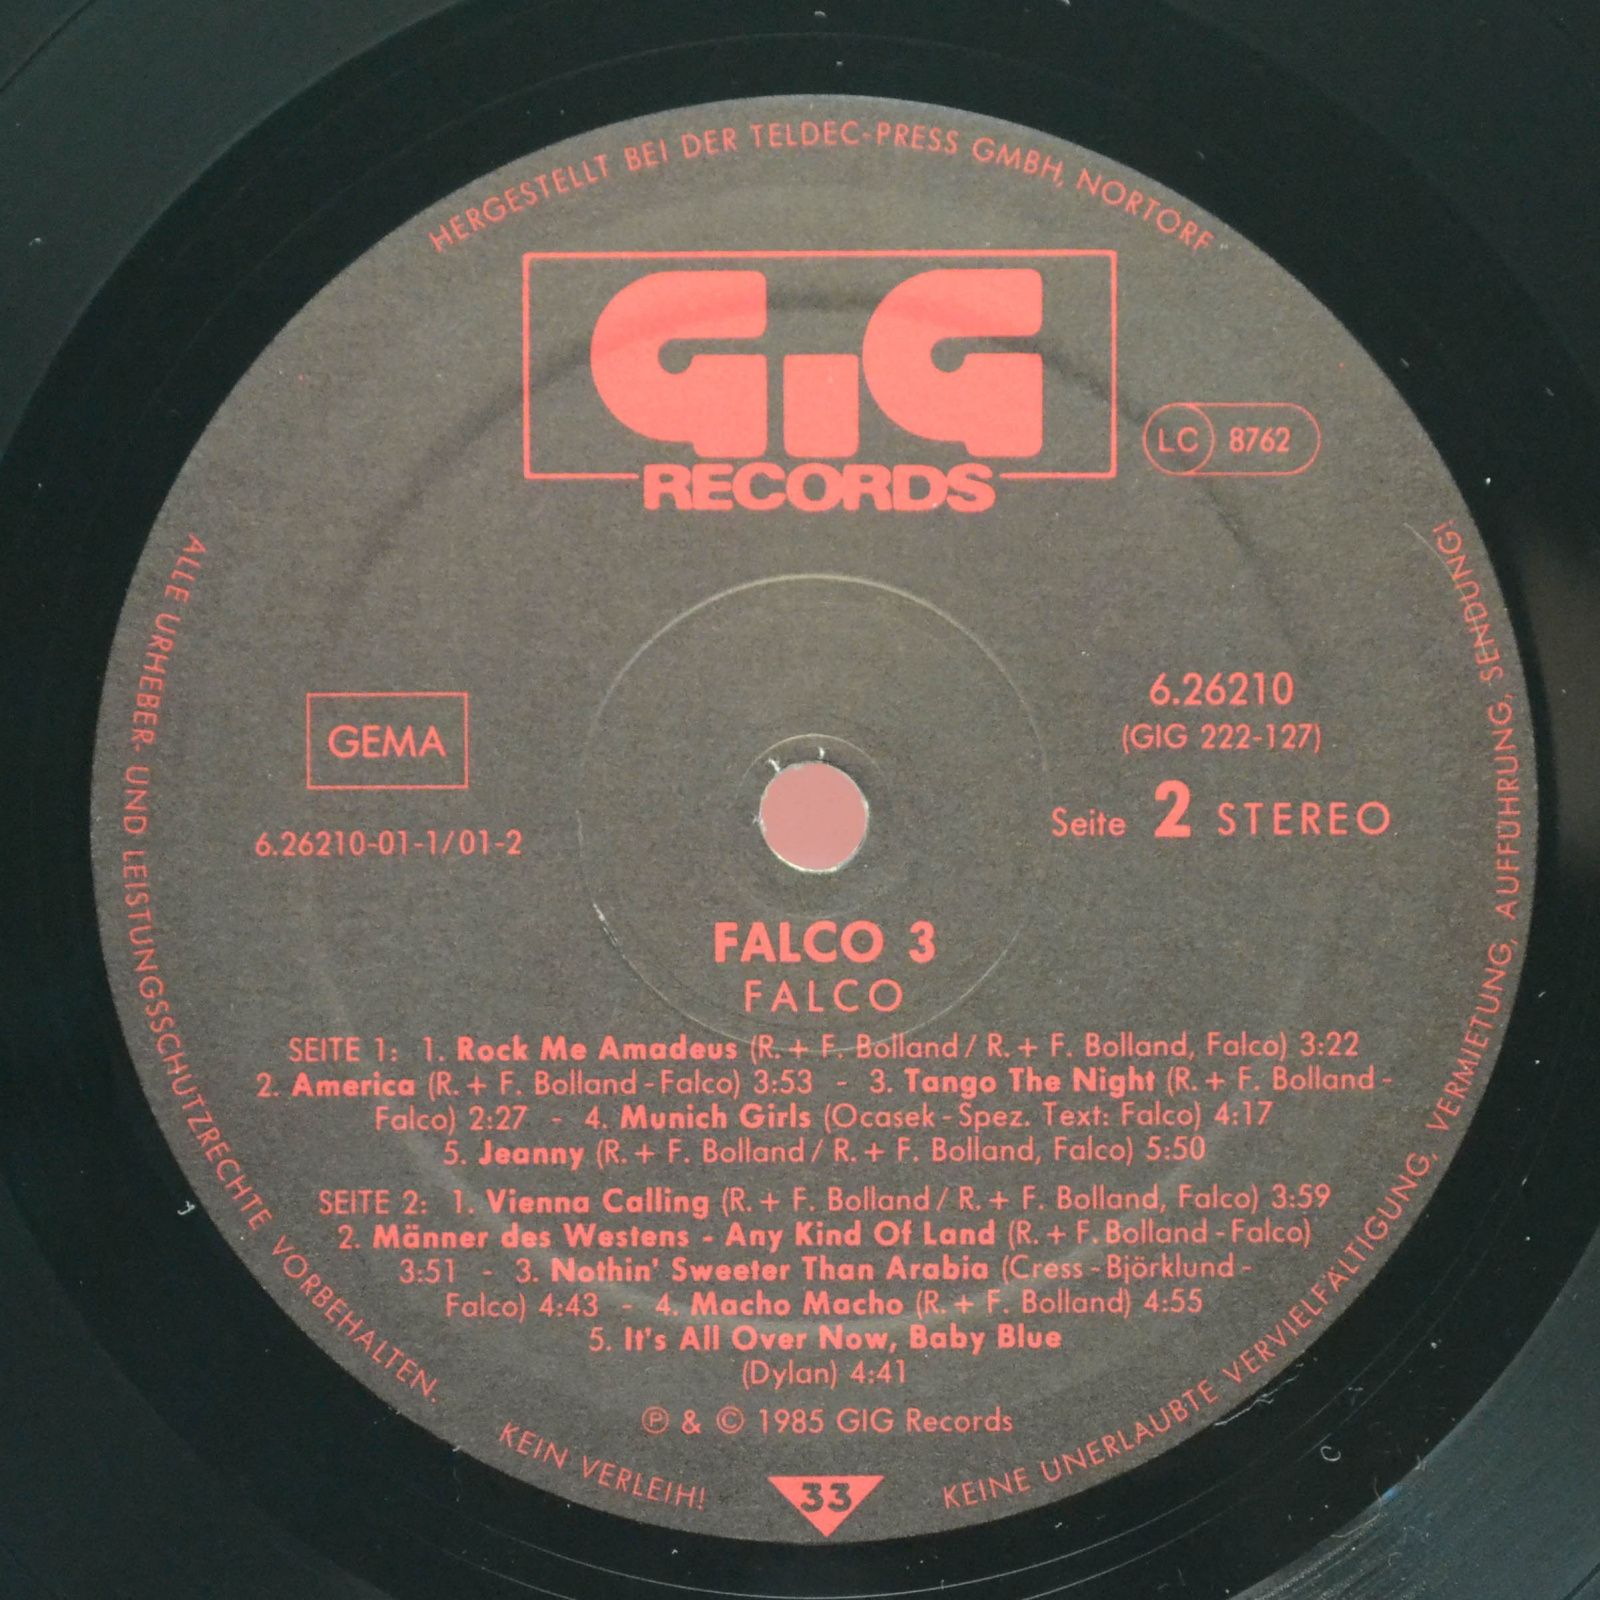 HERGESTELLT BEI DER TELDEC-PRESS GMBH, NORTORF
GiG
RECORDS
LC 8762
ALLE URHEBER- UND LEISTUNGSSCHUTZRECHTE VORBEHALTEN.
KEIN VERLEIH!
KEINE UNERLAUBTE VERVIELFÄLTIGUNG, VERMIETUNG, AUFFÜHRUNG, SENDUNG!
GEMA
6.26210-01-1/01-2
6.26210
(GIG 222-127)
Seite 2 STEREO
FALCO 3
FALCO
SEITE 1: 1. Rock Me Amadeus (R. + F. Bolland / R. + F. Bolland, Falco) 3:22
2. America (R. + F. Bolland - Falco) 3:53 - 3. Tango The Night (R. + F. Bolland -
Falco) 2:27 - 4. Munich Girls (Ocasek - Spez. Text: Falco) 4:17
5. Jeanny (R. + F. Bolland / R. + F. Bolland, Falco) 5:50
SEITE 2: 1. Vienna Calling (R. + F. Bolland / R. + F. Bolland, Falco) 3:59
2. Männer des Westens - Any Kind Of Land (R. + F. Bolland - Falco)
3:51 - 3. Nothin' Sweeter Than Arabia (Cress - Björklund -
Falco) 4:43 - 4. Macho Macho (R. + F. Bolland) 4:55
5. It's All Over Now, Baby Blue
(Dylan) 4:41
℗ & © 1985 GIG Records
33